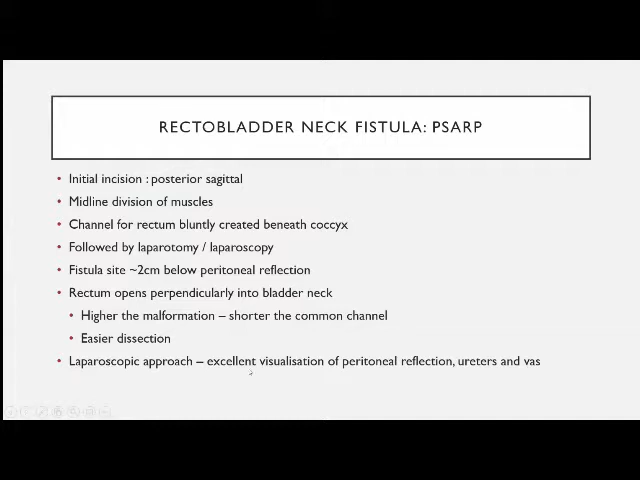 RECTOBLADDER NECK FISTULA: PSARP
• Initial incision : posterior sagittal
• Midline division of muscles
• Channel for rectum bluntly created beneath coccyx
• Followed by laparotomy / laparoscopy
• Fistula site ~2cm below peritoneal reflection
• Rectum opens perpendicularly into bladder neck
• Higher the malformation – shorter the common channel
• Easier dissection
• Laparoscopic approach – excellent visualisation of peritoneal reflection, ureters and vas